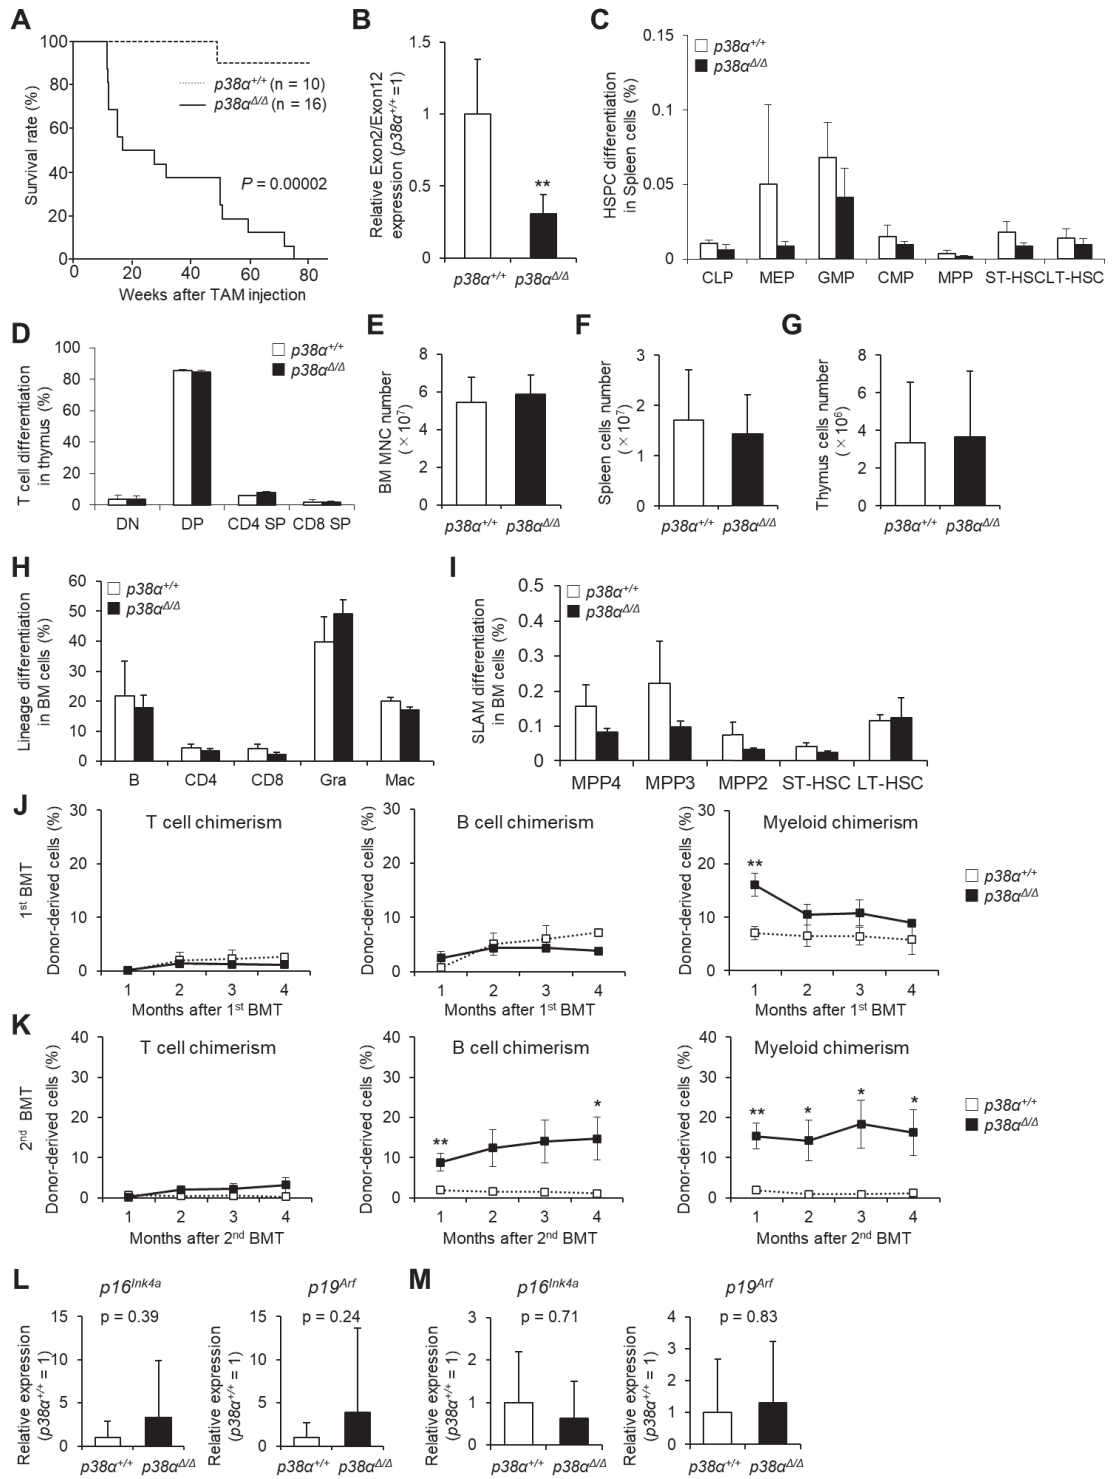 A
Survival rate (%)
100
80
60
40
20
0
p38α+/+ (n = 10)
p38αΔ/Δ (n = 16)
P = 0.00002
0 20 40 60 80
Weeks after TAM injection
B
Relative Exon2/Exon12
expression (p38α+/+ =1)
1.5
1
0.5
0
**
p38α+/+ p38αΔ/Δ
C
HSPC differentiation
in Spleen cells (%)
0.15
0.1
0.05
0
p38α+/+
p38αΔ/Δ
CLP MEP GMP CMP MPP ST-HSC LT-HSC
D
T cell differentiation
in thymus (%)
100
80
60
40
20
0
p38α+/+
p38αΔ/Δ
DN DP CD4 SP CD8 SP
E
BM MNC number
(× 10⁷)
8
6
4
2
0
p38α+/+ p38αΔ/Δ
F
Spleen cells number
(× 10⁷)
3
2
1
0
p38α+/+ p38αΔ/Δ
G
Thymus cells number
(× 10⁶)
8
6
4
2
0
p38α+/+ p38αΔ/Δ
H
Lineage differentiation
in BM cells (%)
60
50
40
30
20
10
0
p38α+/+
p38αΔ/Δ
B CD4 CD8 Gra Mac
I
SLAM differentiation
in BM cells (%)
0.5
0.4
0.3
0.2
0.1
0
p38α+/+
p38αΔ/Δ
MPP4 MPP3 MPP2 ST-HSC LT-HSC
J
1st BMT
T cell chimerism
Donor-derived cells (%)
30
20
10
0
1 2 3 4
Months after 1st BMT
B cell chimerism
Donor-derived cells (%)
30
20
10
0
1 2 3 4
Months after 1st BMT
Myeloid chimerism
Donor-derived cells (%)
30
20
10
0
**
1 2 3 4
Months after 1st BMT
p38α+/+
p38αΔ/Δ
K
2nd BMT
T cell chimerism
Donor-derived cells (%)
40
30
20
10
0
1 2 3 4
Months after 2nd BMT
B cell chimerism
Donor-derived cells (%)
40
30
20
10
0
** *
1 2 3 4
Months after 2nd BMT
Myeloid chimerism
Donor-derived cells (%)
40
30
20
10
0
** * * *
1 2 3 4
Months after 2nd BMT
p38α+/+
p38αΔ/Δ
L
p16Ink4a
p = 0.39
Relative expression
(p38α+/+ = 1)
15
10
5
0
p38α+/+ p38αΔ/Δ
p19Arf
p = 0.24
Relative expression
(p38α+/+ = 1)
15
10
5
0
p38α+/+ p38αΔ/Δ
M
p16Ink4a
p = 0.71
Relative expression
(p38α+/+ = 1)
3
2
1
0
p38α+/+ p38αΔ/Δ
p19Arf
p = 0.83
Relative expression
(p38α+/+ = 1)
4
3
2
1
0
p38α+/+ p38αΔ/Δ